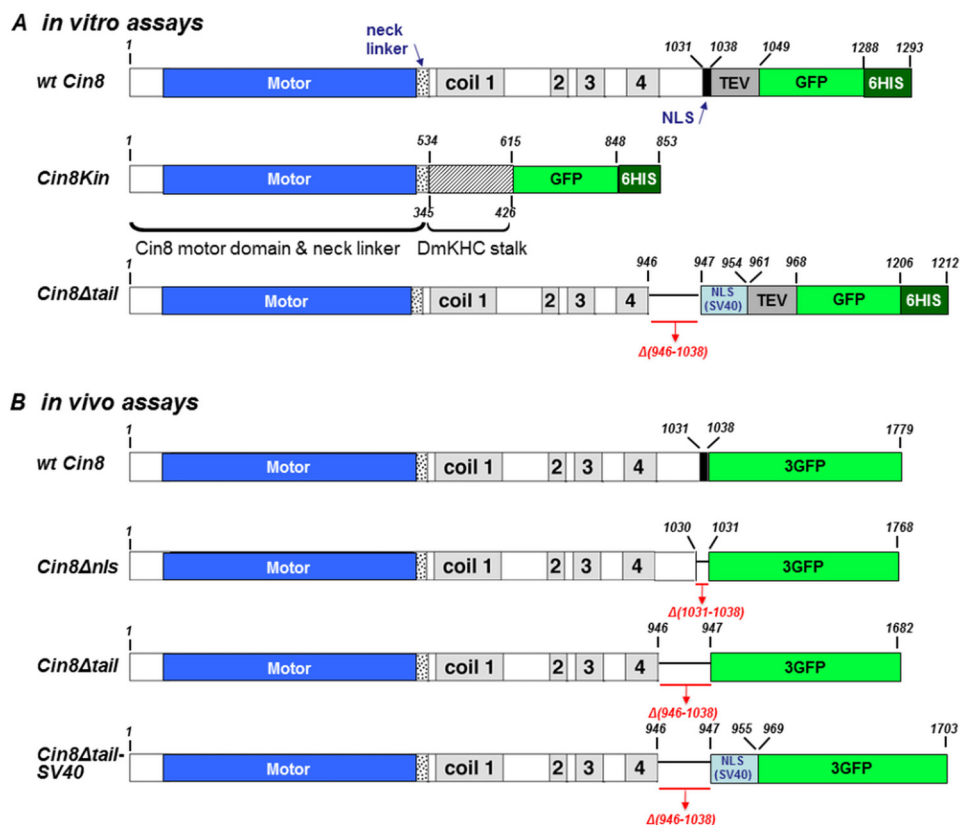 A in vitro assays
neck
linker
1 1031 1038 1049 1288 1293
wt Cin8 Motor coil 1 2 3 4 TEV GFP 6HIS
NLS
1 534 615 848 853
Cin8Kin Motor GFP 6HIS
345 426
Cin8 motor domain & neck linker DmKHC stalk
1 946 947 954 961 968 1206 1212
Cin8Δtail Motor coil 1 2 3 4 NLS (SV40) TEV GFP 6HIS
Δ(946-1038)
B in vivo assays
1 1031 1038 1779
wt Cin8 Motor coil 1 2 3 4 3GFP
1 1030 1031 1768
Cin8Δnls Motor coil 1 2 3 4 3GFP
Δ(1031-1038)
1 946 947 1682
Cin8Δtail Motor coil 1 2 3 4 3GFP
Δ(946-1038)
1 946 947 955 969 1703
Cin8Δtail-
SV40 Motor coil 1 2 3 4 NLS (SV40) 3GFP
Δ(946-1038)